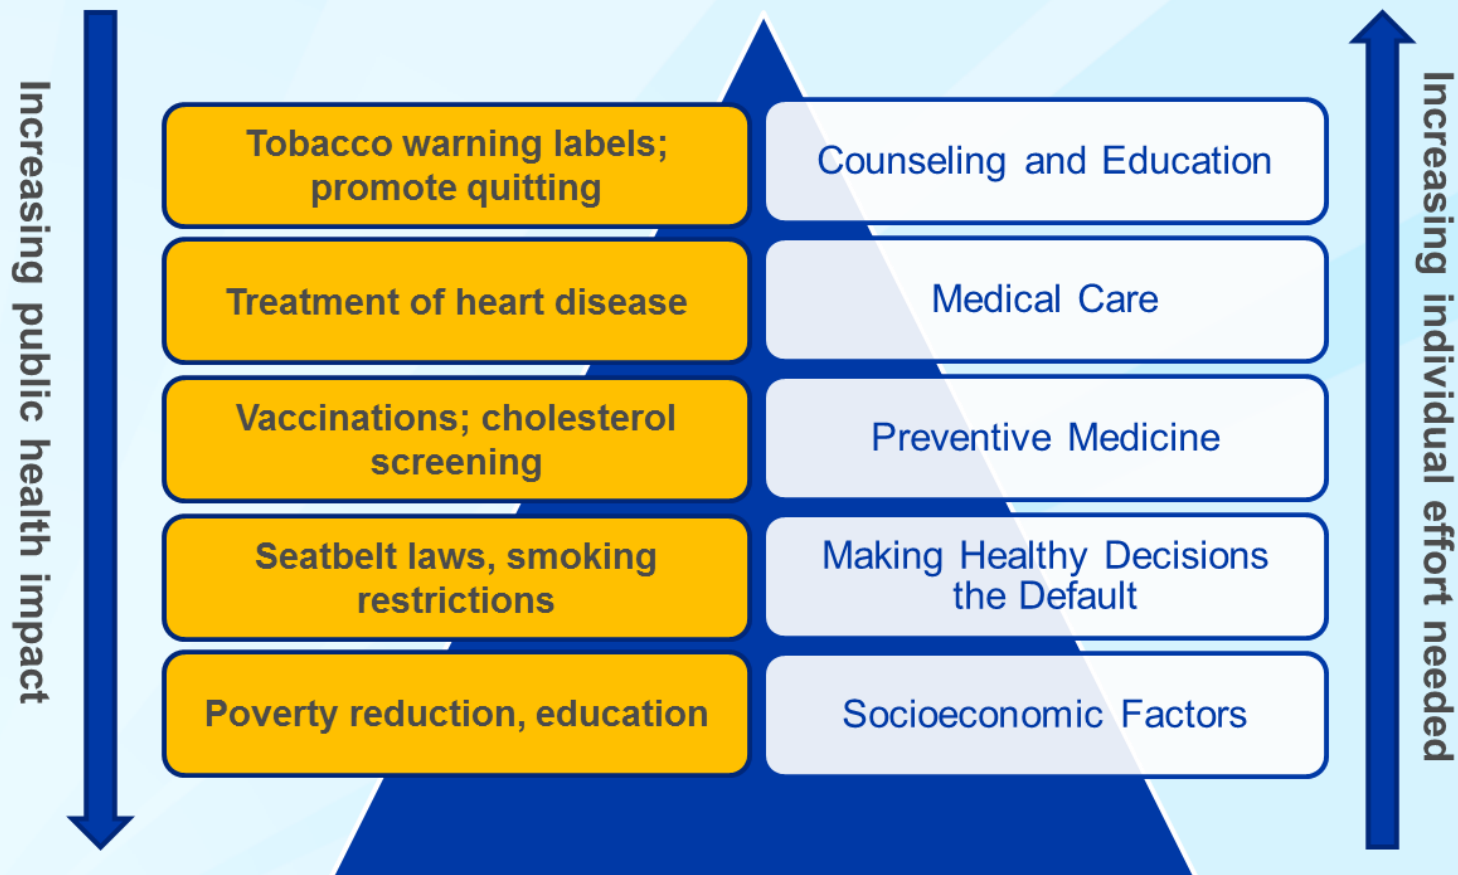 Increasing public health impact
Tobacco warning labels;
promote quitting
Counseling and Education
Treatment of heart disease
Medical Care
Vaccinations; cholesterol
screening
Preventive Medicine
Seatbelt laws, smoking
restrictions
Making Healthy Decisions
the Default
Poverty reduction, education
Socioeconomic Factors
Increasing individual effort needed